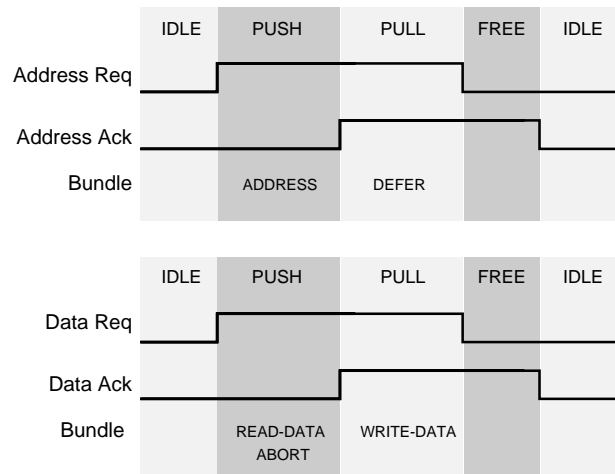 IDLE PUSH PULL FREE IDLE
Address Req
Address Ack
Bundle ADDRESS DEFER
IDLE PUSH PULL FREE IDLE
Data Req
Data Ack
Bundle READ-DATA WRITE-DATA
ABORT